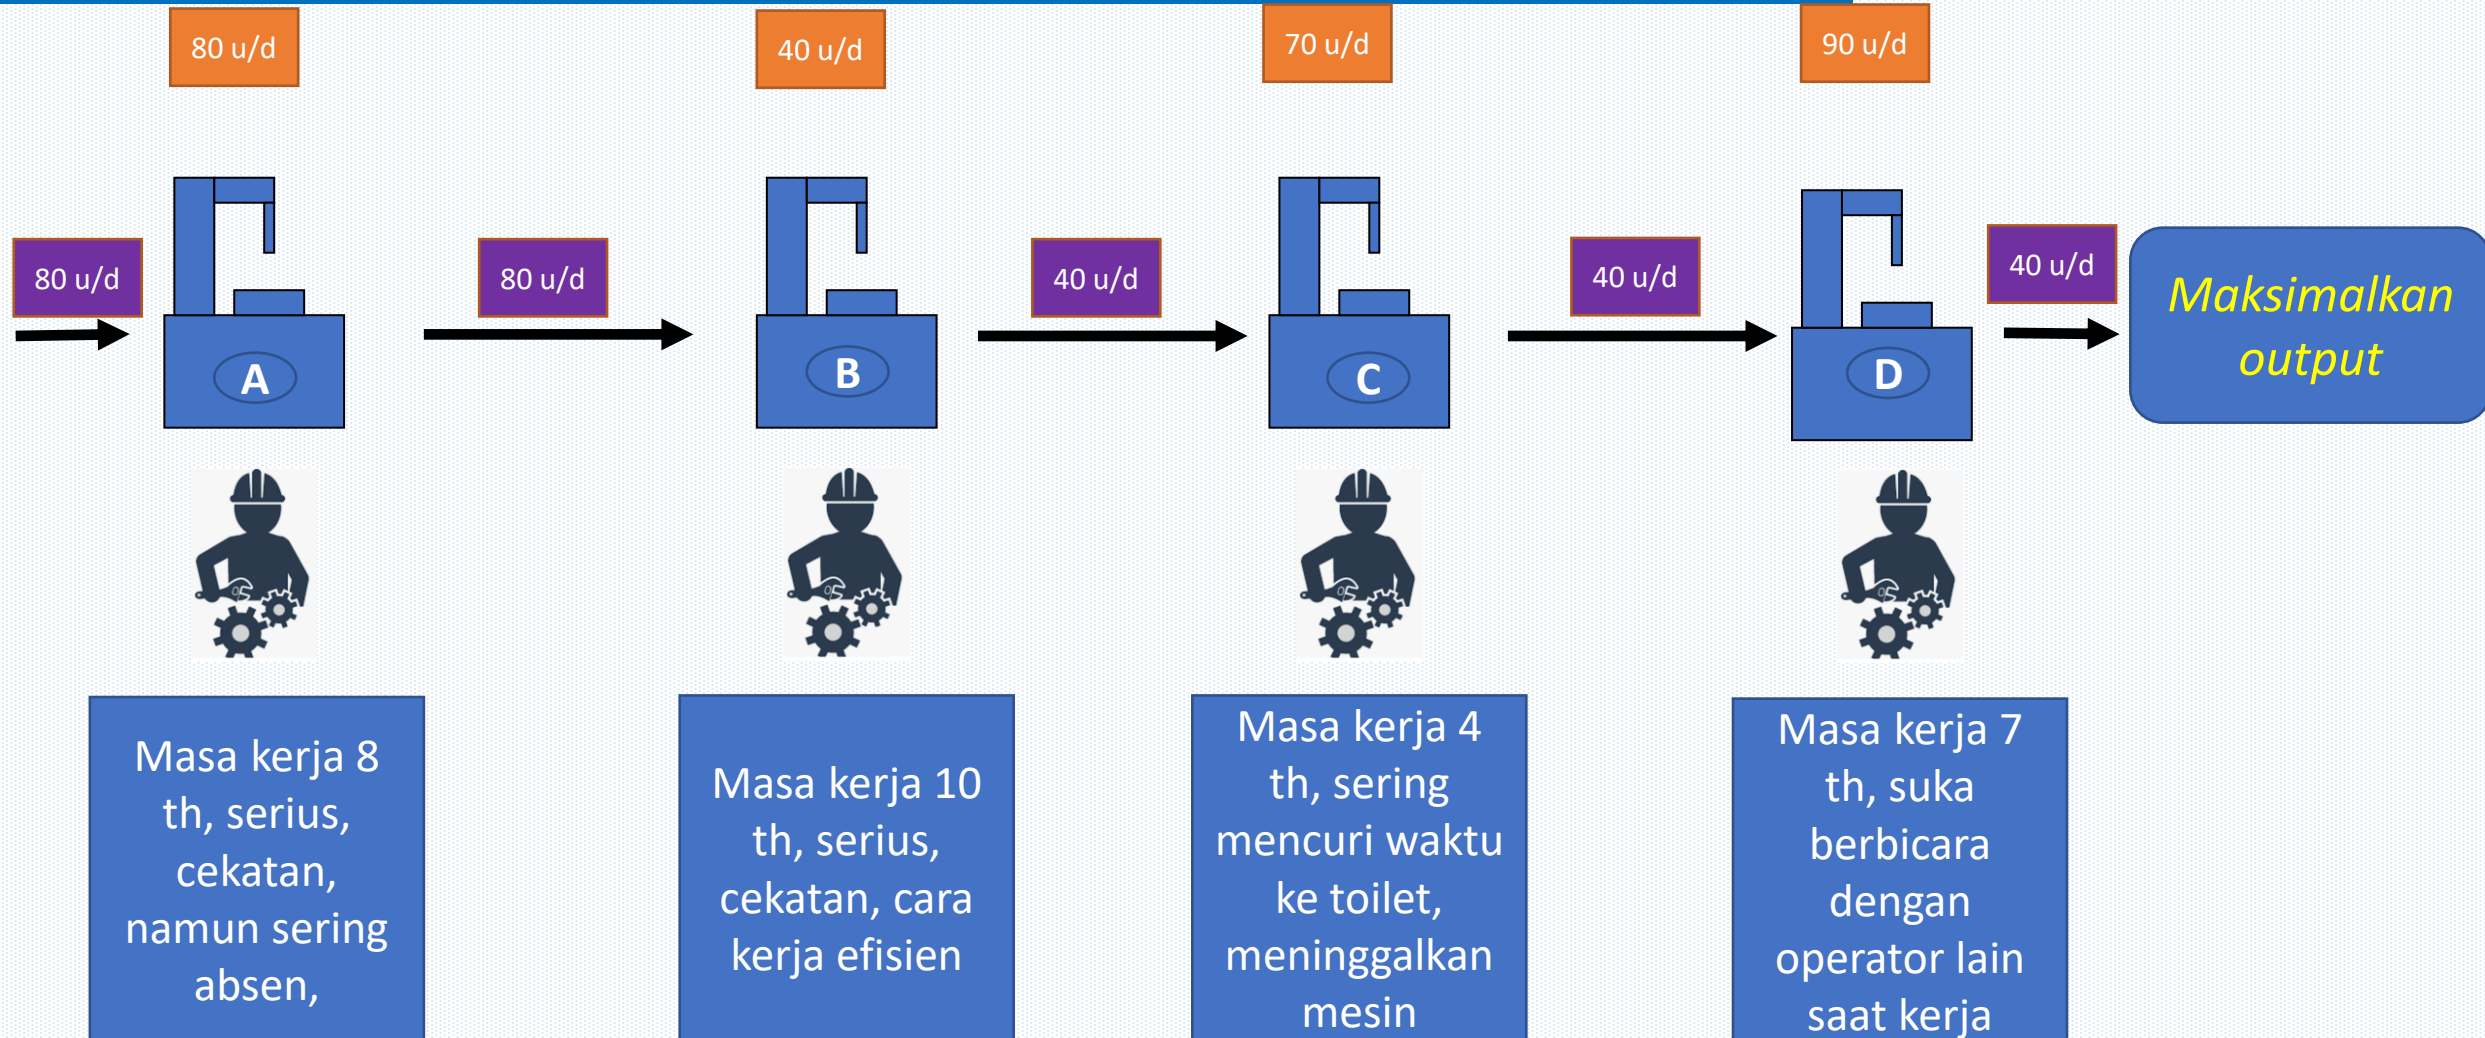 80 u/d
40 u/d
70 u/d
90 u/d
80 u/d
80 u/d
40 u/d
40 u/d
40 u/d
Maksimalkan
output
A
B
C
D
Masa kerja 8
th, serius,
cekatan,
namun sering
absen,
Masa kerja 10
th, serius,
cekatan, cara
kerja efisien
Masa kerja 4
th, sering
mencuri waktu
ke toilet,
meninggalkan
mesin
Masa kerja 7
th, suka
berbicara
dengan
operator lain
saat kerja